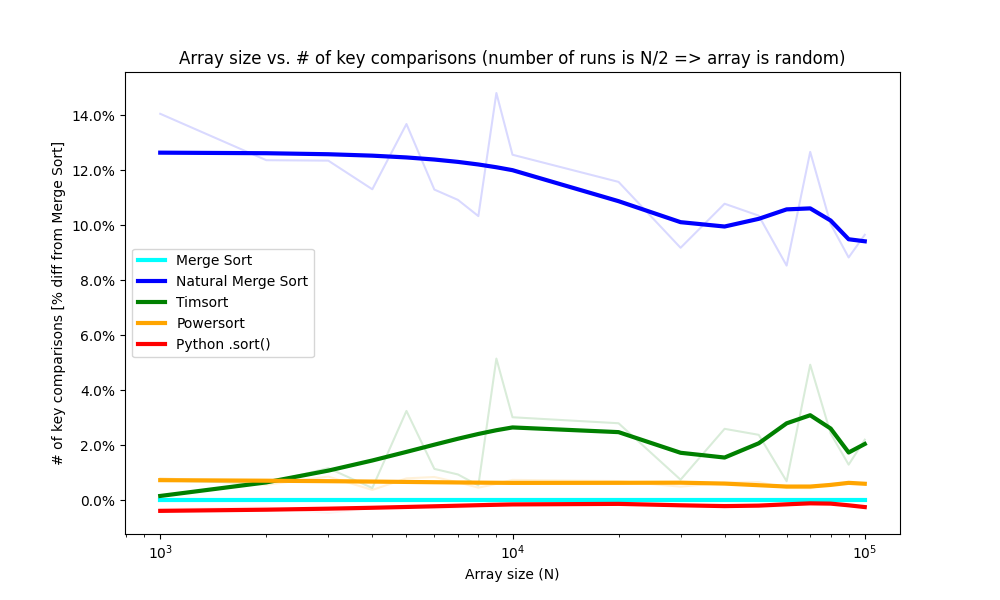 Array size vs. # of key comparisons (number of runs is N/2 => array is random)
# of key comparisons [% diff from Merge Sort]
14.0%
12.0%
10.0%
8.0%
6.0%
4.0%
2.0%
0.0%
Merge Sort
Natural Merge Sort
Timsort
Powersort
Python .sort()
10³
10⁴
10⁵
Array size (N)